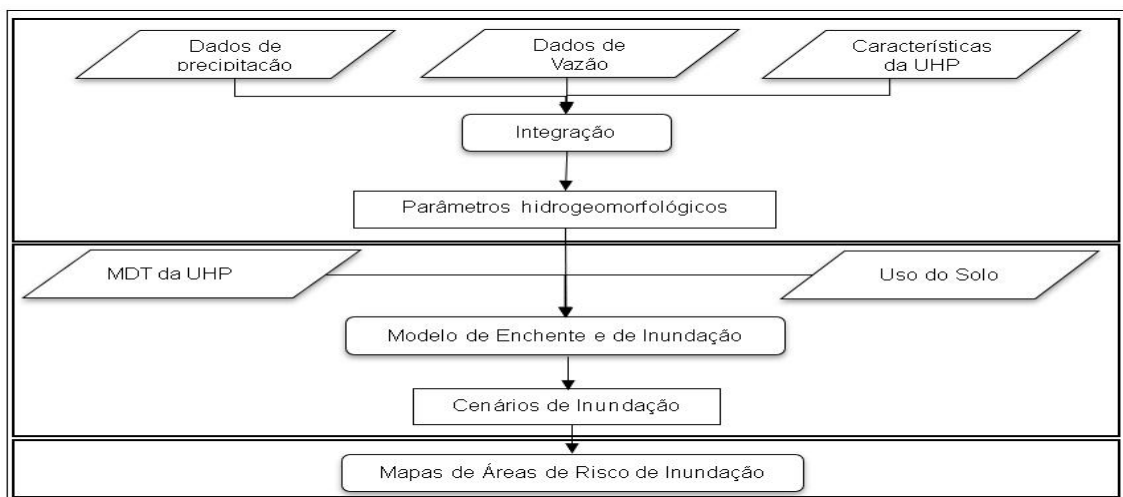 Dados de
precipitação
Dados de
Vazão
Características
da UHP
Integração
Parâmetros hidrogeomorfológicos
MDT da UHP
Uso do Solo
Modelo de Enchente e de Inundação
Cenários de Inundação
Mapas de Áreas de Risco de Inundação